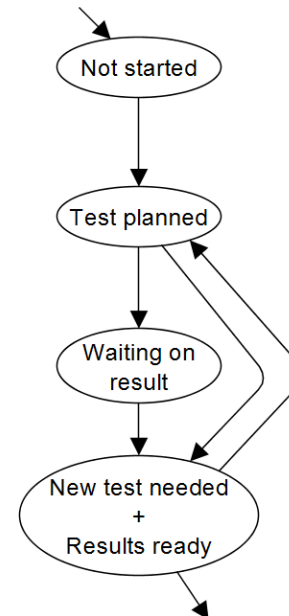 Not started
Test planned
Waiting on
result
New test needed
+
Results ready